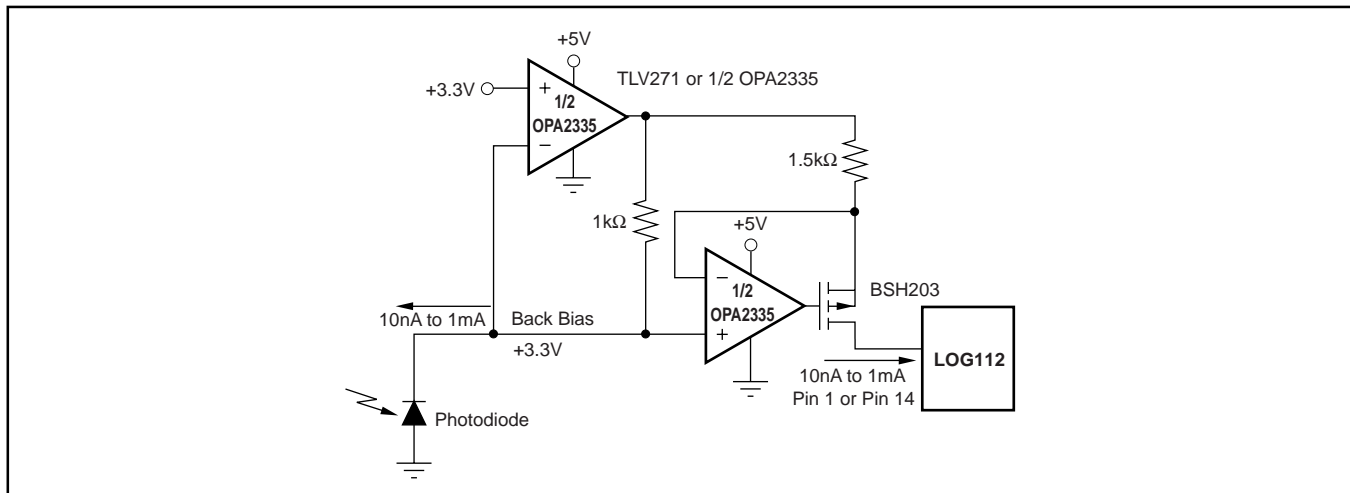 +5V
TLV271 or 1/2 OPA2335
+3.3V
+
1/2
OPA2335
−
1.5kΩ
1kΩ
+5V
−
1/2
OPA2335
+
BSH203
10nA to 1mA
Back Bias
+3.3V
LOG112
10nA to 1mA
Pin 1 or Pin 14
Photodiode